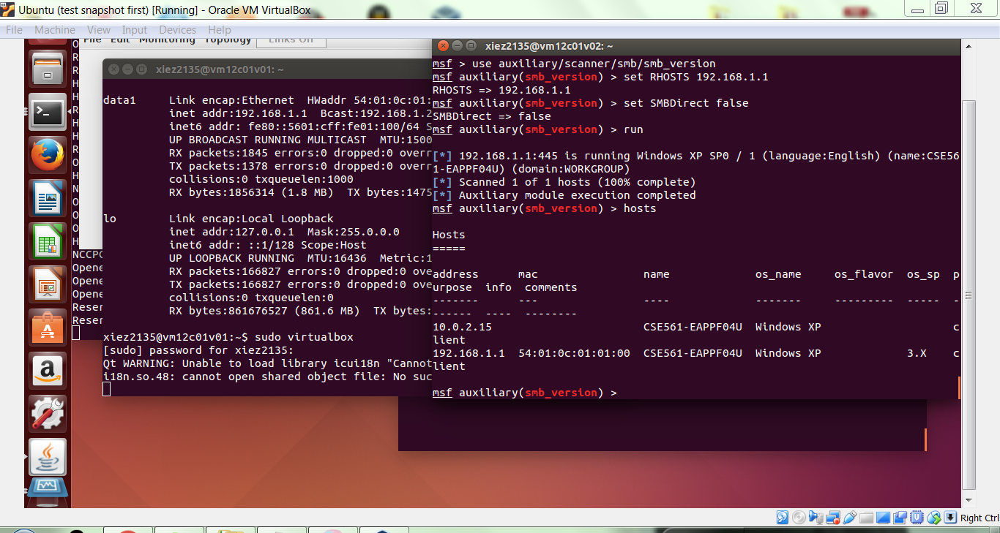 Ubuntu (test snapshot first) [Running] - Oracle VM VirtualBox
File Machine View Input Devices Help
File Edit Monitoring Topology Links Off
xiez2135@vm12c01v01: ~
data1 Link encap:Ethernet HWaddr 54:01:0c:01:
inet addr:192.168.1.1 Bcast:192.168.1.2
inet6 addr: fe80::5601:cff:fe01:100/64 S
UP BROADCAST RUNNING MULTICAST MTU:1500
RX packets:1845 errors:0 dropped:0 overr
TX packets:1378 errors:0 dropped:0 overr
collisions:0 txqueuelen:1000
RX bytes:1856314 (1.8 MB) TX bytes:1475
lo Link encap:Local Loopback
inet addr:127.0.0.1 Mask:255.0.0.0
inet6 addr: ::1/128 Scope:Host
UP LOOPBACK RUNNING MTU:16436 Metric:1
RX packets:166827 errors:0 dropped:0 ove
TX packets:166827 errors:0 dropped:0 ove
collisions:0 txqueuelen:0
RX bytes:861676527 (861.6 MB) TX bytes:
xiez2135@vm12c01v01:~$ sudo virtualbox
[sudo] password for xiez2135:
Qt WARNING: Unable to load library icui18n "Cannot
i18n.so.48: cannot open shared object file: No suc
NCCPC
Opene
Opene
Opene
Reser
Reser
xiez2135@vm12c01v02: ~
msf > use auxiliary/scanner/smb/smb_version
msf auxiliary(smb_version) > set RHOSTS 192.168.1.1
RHOSTS => 192.168.1.1
msf auxiliary(smb_version) > set SMBDirect false
SMBDirect => false
msf auxiliary(smb_version) > run
[*] 192.168.1.1:445 is running Windows XP SP0 / 1 (language:English) (name:CSE56
1-EAPPF04U) (domain:WORKGROUP)
[*] Scanned 1 of 1 hosts (100% complete)
[*] Auxiliary module execution completed
msf auxiliary(smb_version) > hosts
Hosts
=====
address mac name os_name os_flavor os_sp p
urpose info comments
------- --- ---- ------- --------- ----- -
------ ---- --------
10.0.2.15 CSE561-EAPPF04U Windows XP c
lient
192.168.1.1 54:01:0c:01:01:00 CSE561-EAPPF04U Windows XP 3.X c
lient
msf auxiliary(smb_version) >
Right Ctrl